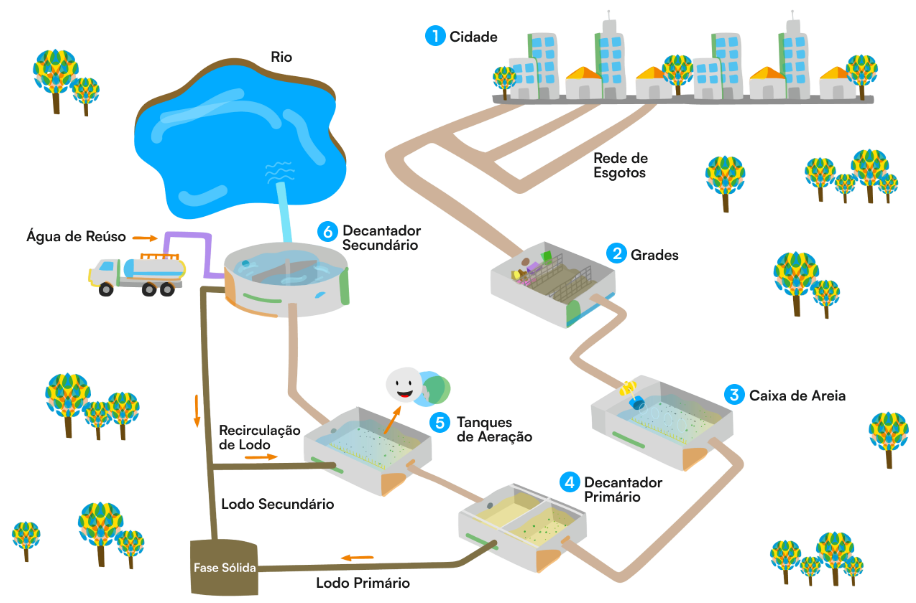 1 Cidade
Rio
Rede de
Esgotos
6 Decantador
Secundário
Água de Reúso
2 Grades
3 Caixa de Areia
5 Tanques
de Aeração
Recirculação
de Lodo
4 Decantador
Primário
Lodo Secundário
Fase Sólida
Lodo Primário